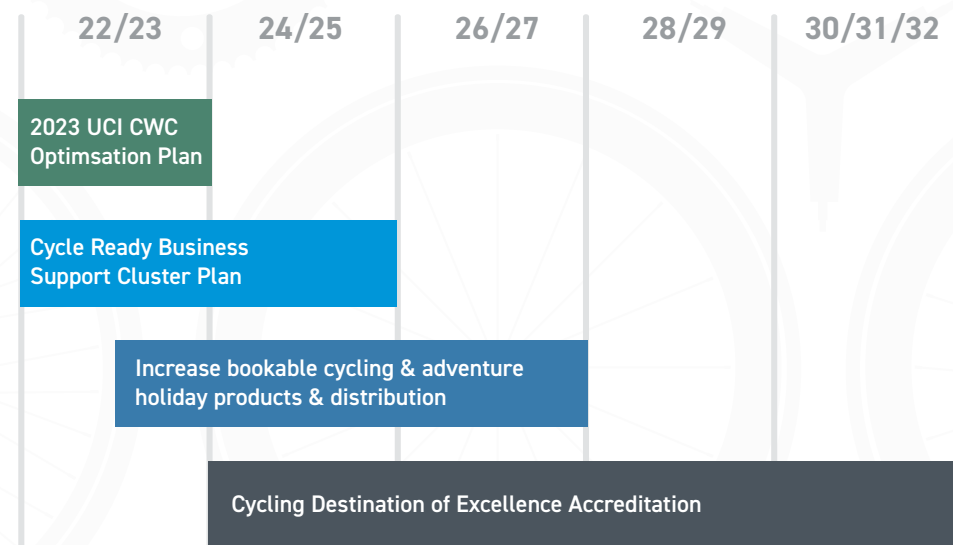 22/23 24/25 26/27 28/29 30/31/32
2023 UCI CWC
Optimsation Plan
Cycle Ready Business
Support Cluster Plan
Increase bookable cycling & adventure
holiday products & distribution
Cycling Destination of Excellence Accreditation